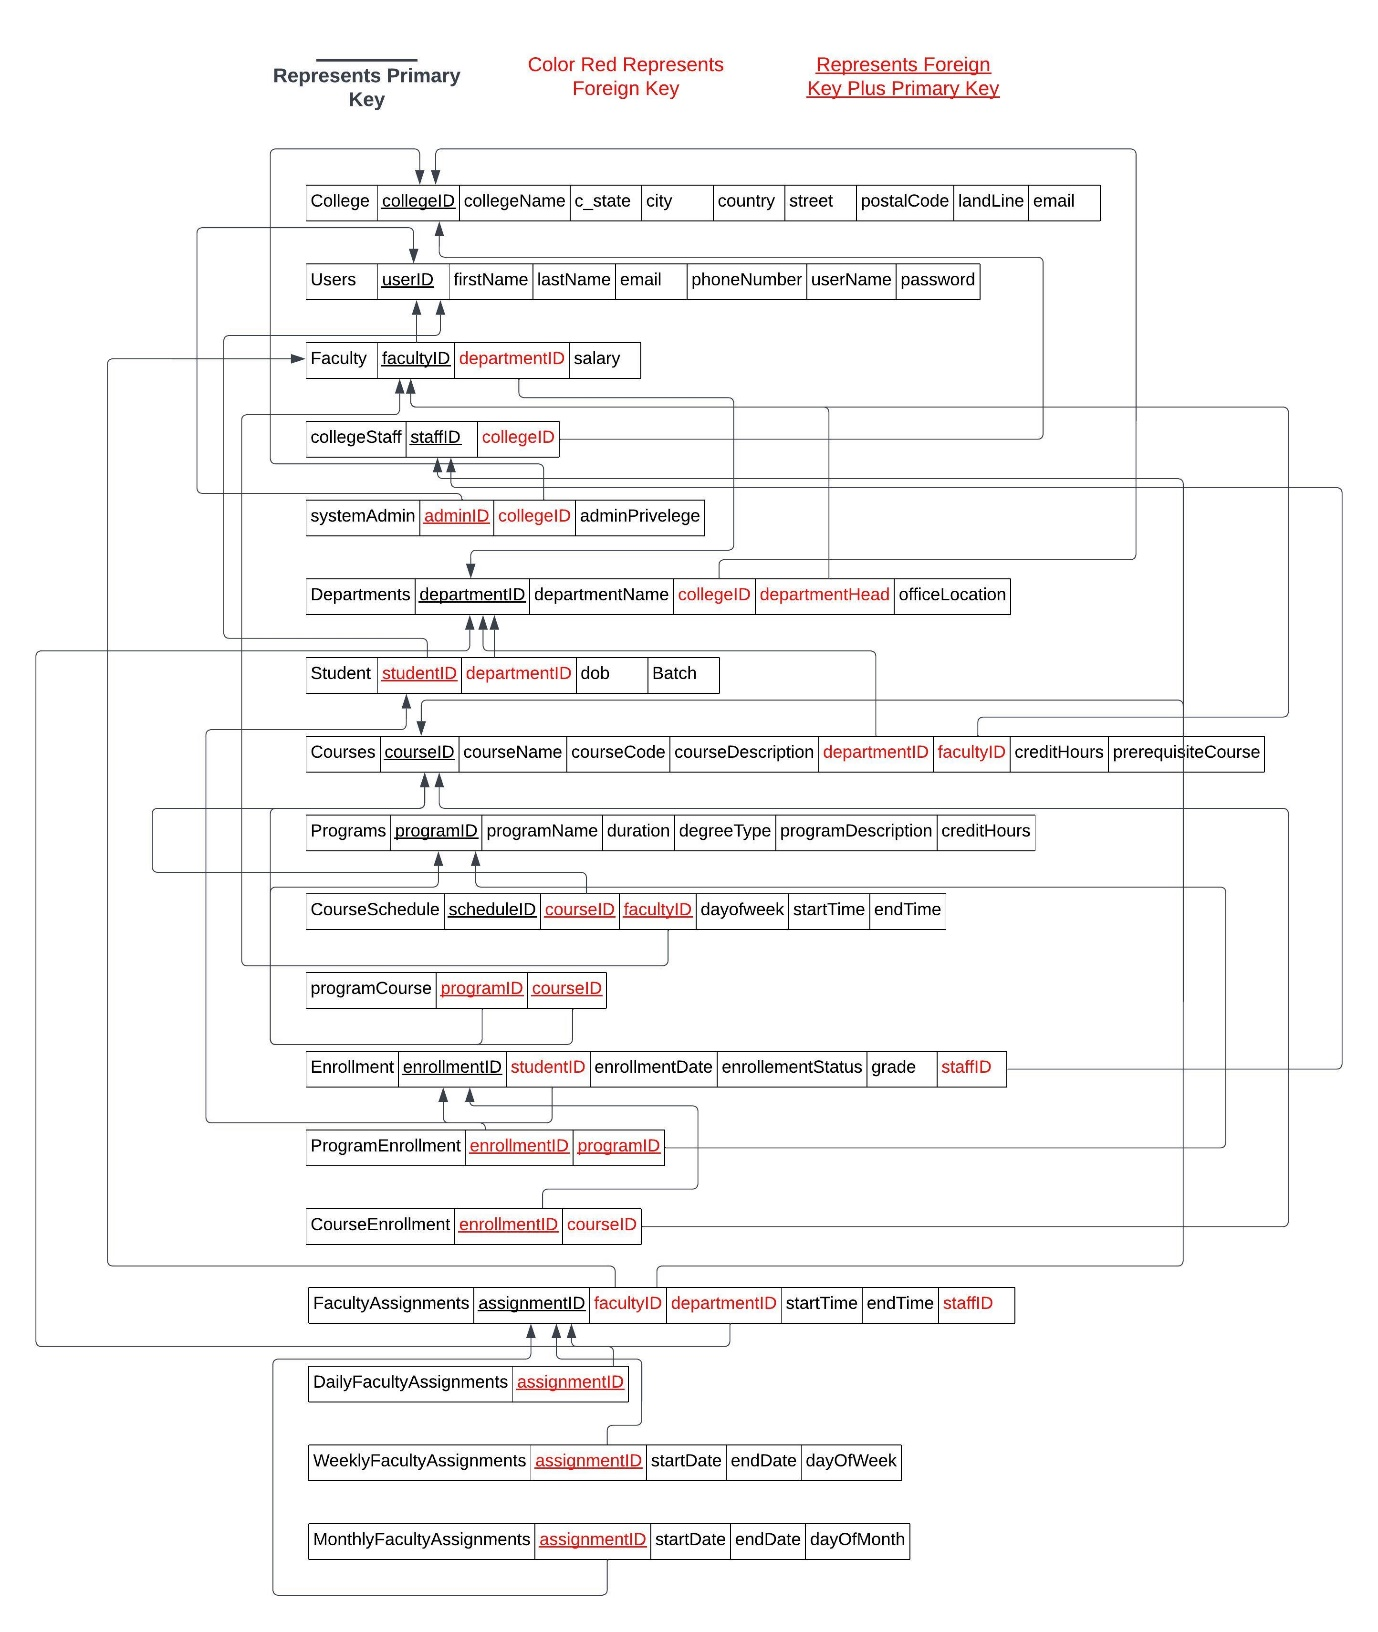 Represents Primary
Key
Color Red Represents
Foreign Key
Represents Foreign
Key Plus Primary Key
College collegeID collegeName c_state city country street postalCode landLine email
Users userID firstName lastName email phoneNumber userName password
Faculty facultyID departmentID salary
collegeStaff staffID collegeID
systemAdmin adminID collegeID adminPrivelege
Departments departmentID departmentName collegeID departmentHead officeLocation
Student studentID departmentID dob Batch
Courses courseID courseName courseCode courseDescription departmentID facultyID creditHours prerequisiteCourse
Programs programID programName duration degreeType programDescription creditHours
CourseSchedule scheduleID courseID facultyID dayofweek startTime endTime
programCourse programID courseID
Enrollment enrollmentID studentID enrollmentDate enrollementStatus grade staffID
ProgramEnrollment enrollmentID programID
CourseEnrollment enrollmentID courseID
FacultyAssignments assignmentID facultyID departmentID startTime endTime staffID
DailyFacultyAssignments assignmentID
WeeklyFacultyAssignments assignmentID startDate endDate dayOfWeek
MonthlyFacultyAssignments assignmentID startDate endDate dayOfMonth